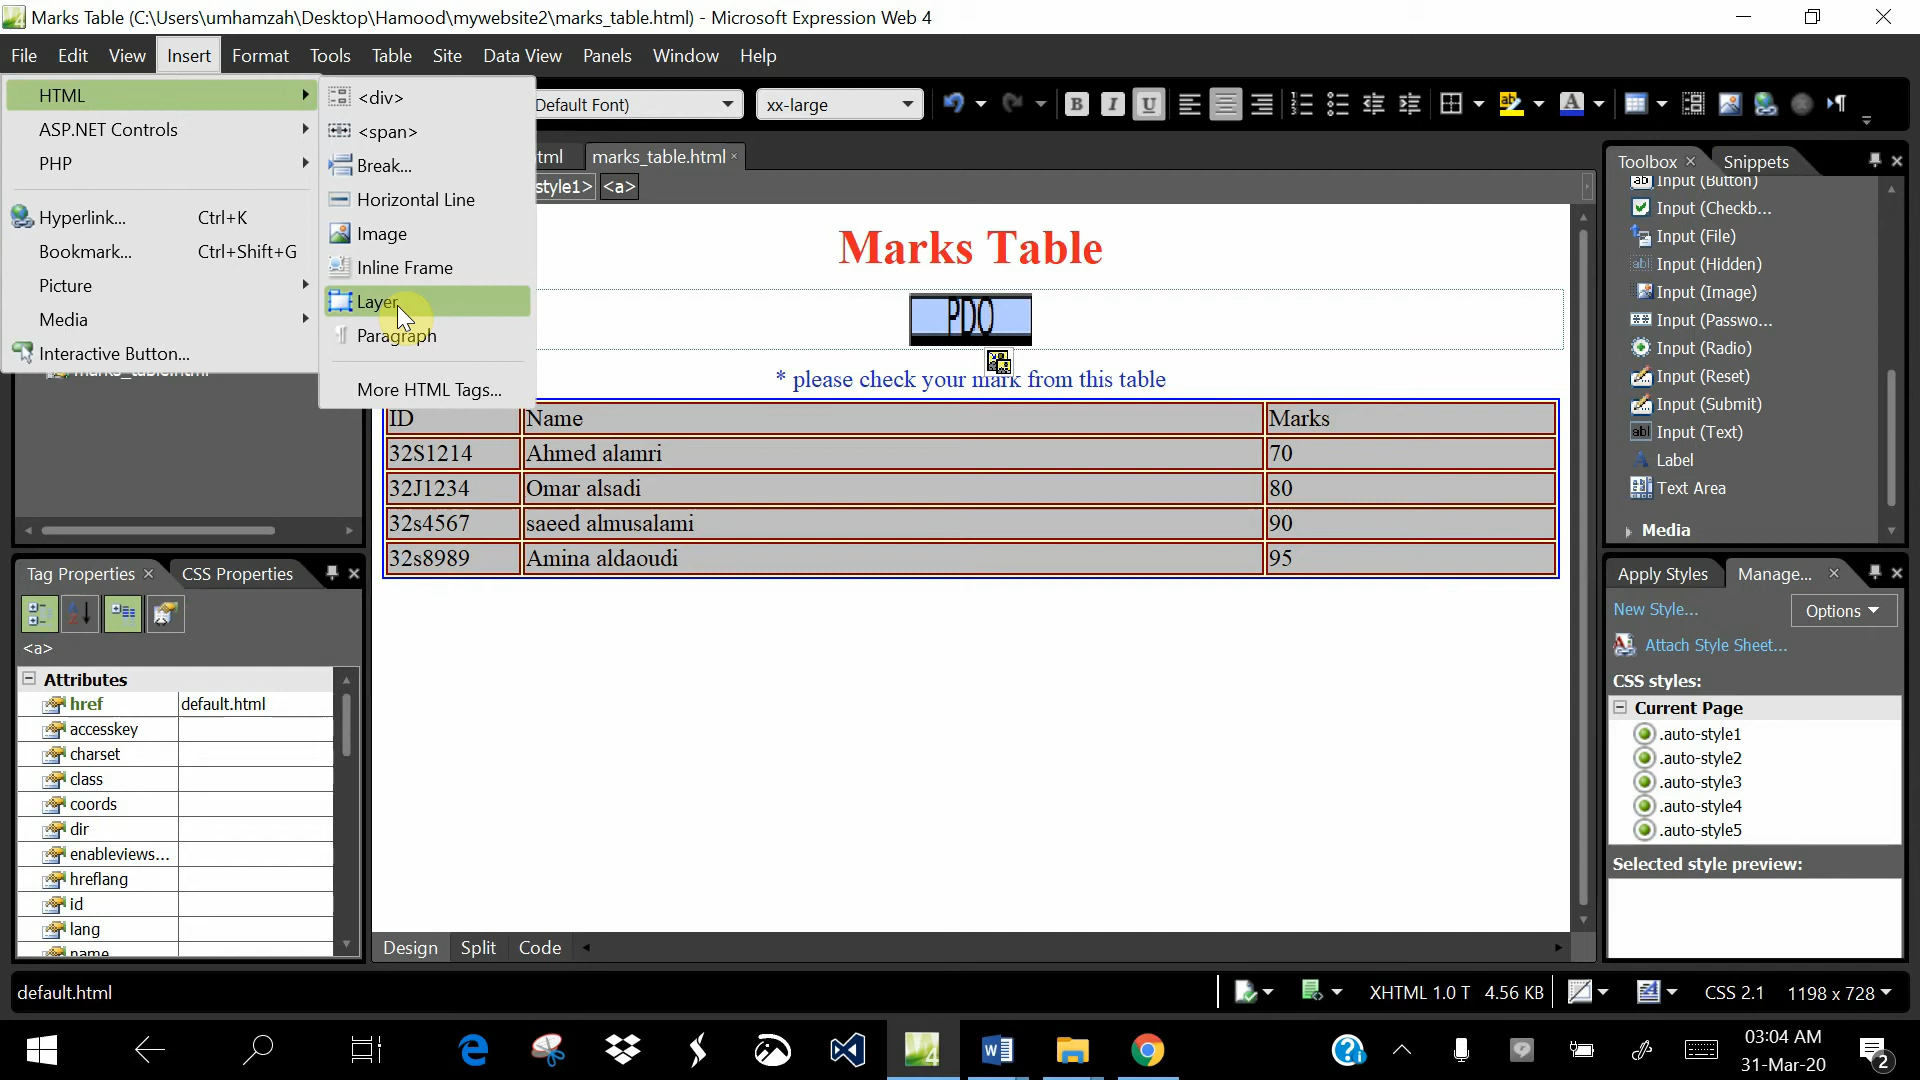 Marks Table (C:\Users\umhamzah\Desktop\Hamood\mywebsite2\marks_table.html) - Microsoft Expression Web 4
File Edit View Insert Format Tools Table Site Data View Panels Window Help
HTML
ASP.NET Controls
PHP
Hyperlink... Ctrl+K
Bookmark... Ctrl+Shift+G
Picture
Media
Interactive Button...
<div>
<span>
Break...
Horizontal Line
Image
Inline Frame
Layer
Paragraph
More HTML Tags...
Default Font) xx-large
tml marks_table.html
style1> <a>
Marks Table
PDO
* please check your mark from this table
ID Name Marks
32S1214 Ahmed alamri 70
32J1234 Omar alsadi 80
32s4567 saeed almusalami 90
32s8989 Amina aldaoudi 95
Design Split Code
Tag Properties CSS Properties
<a>
Attributes
href default.html
accesskey
charset
class
coords
dir
enableviews...
hreflang
id
lang
name
Toolbox Snippets
Input (Button)
Input (Checkb...
Input (File)
Input (Hidden)
Input (Image)
Input (Passwo...
Input (Radio)
Input (Reset)
Input (Submit)
Input (Text)
Label
Text Area
Media
Apply Styles Manage...
New Style... Options
Attach Style Sheet...
CSS styles:
Current Page
.auto-style1
.auto-style2
.auto-style3
.auto-style4
.auto-style5
Selected style preview:
default.html XHTML 1.0 T 4.56 KB CSS 2.1 1198 x 728
03:04 AM
31-Mar-20
2